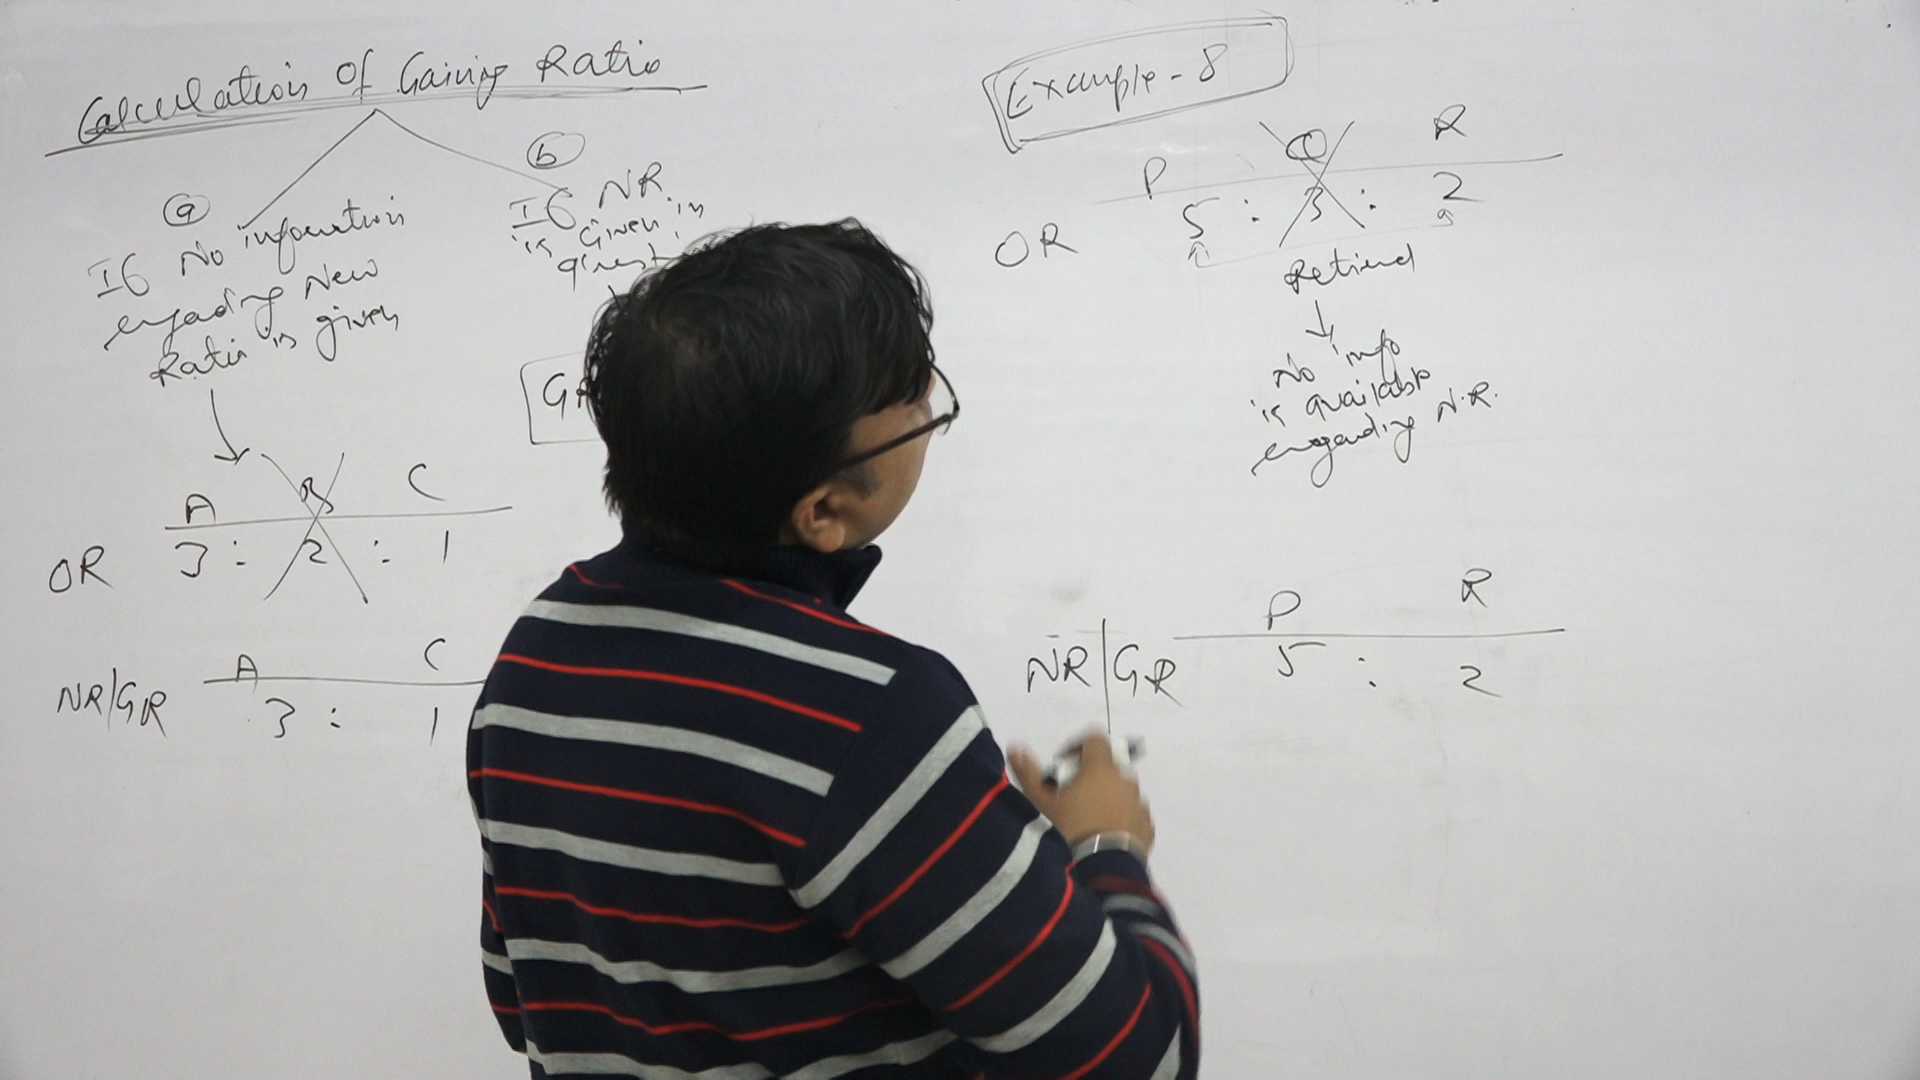 Calculation Of Gaining Ratio
(a)
If No information
regarding New
Ratio is given
A B C
OR 3 : 2 : 1
A C
NR/GR 3 : 1
(b)
If NR
is Given in
Example - 8
P Q R
OR 5 : 3 : 2
Retired
No info
is available
regarding N.R.
P R
NR|GR 5 : 2